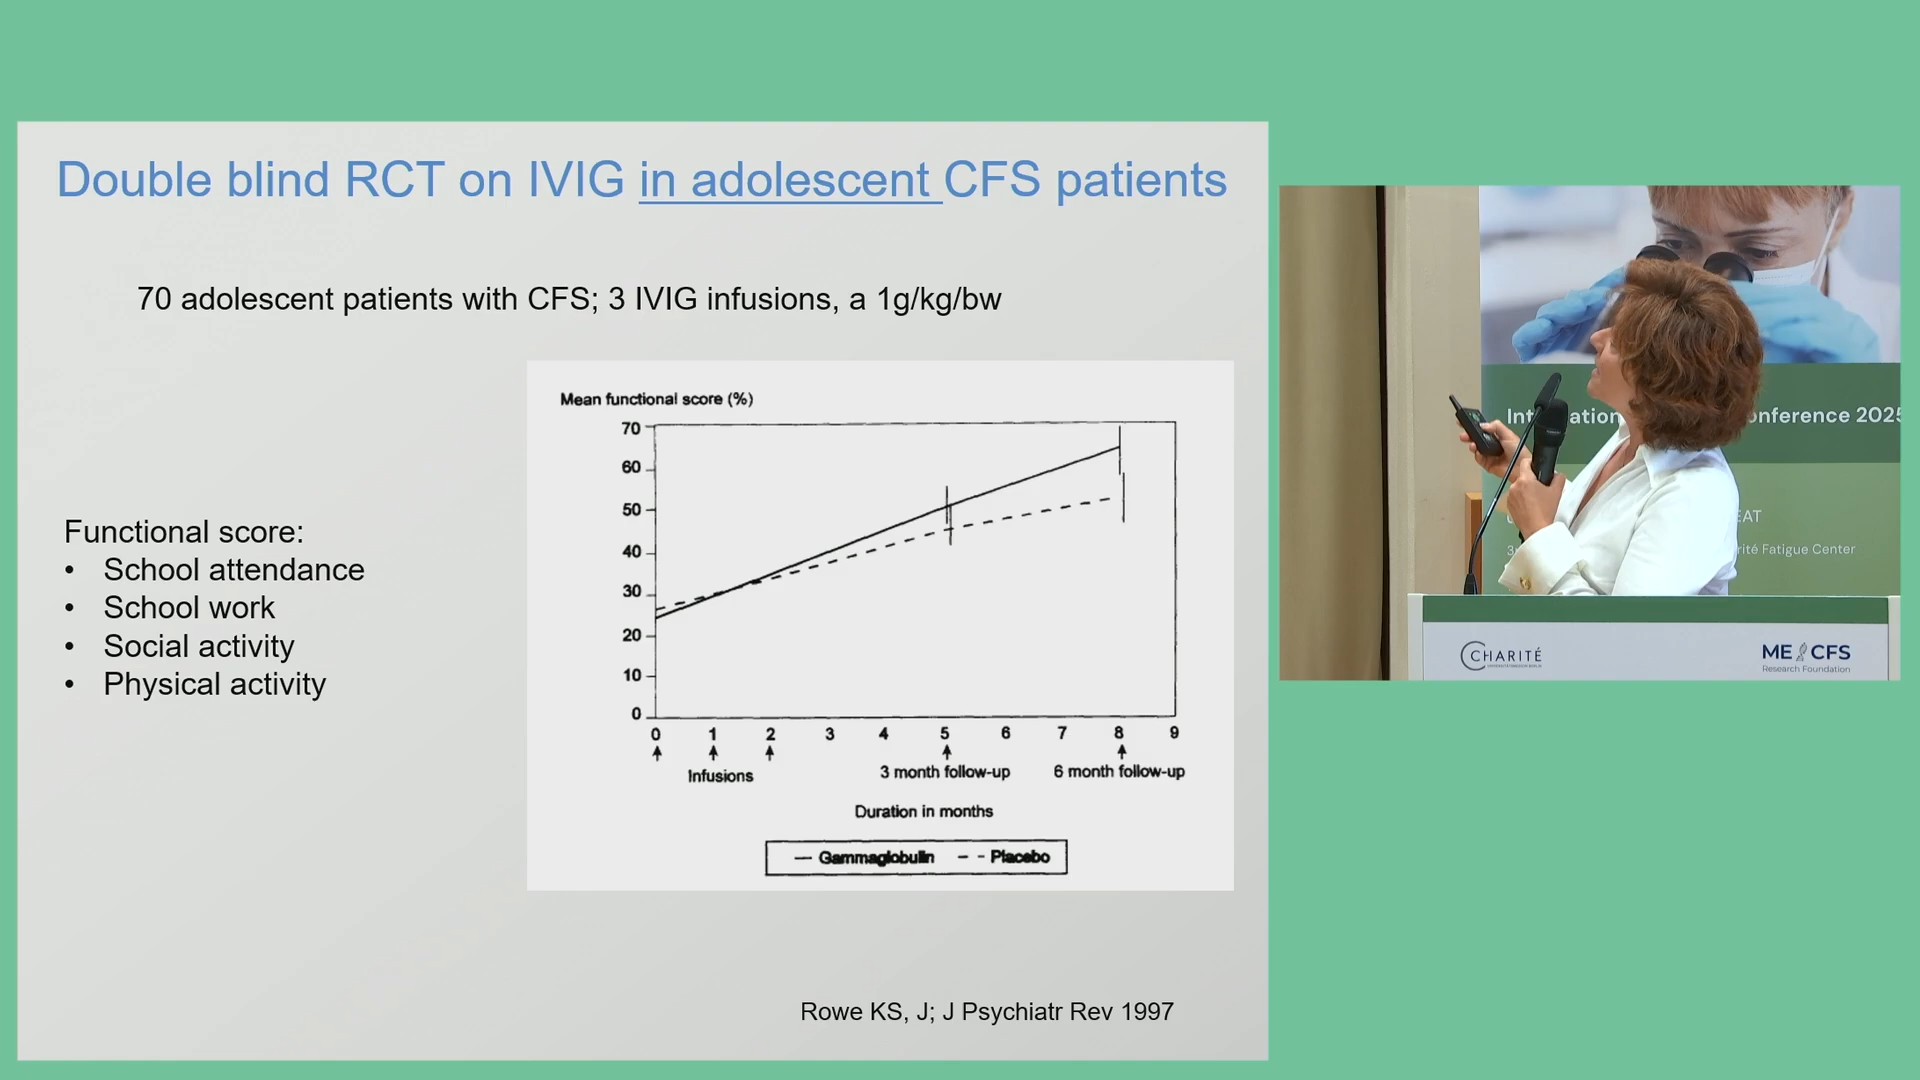 Double blind RCT on IVIG in adolescent CFS patients
70 adolescent patients with CFS; 3 IVIG infusions, a 1g/kg/bw
Functional score:
• School attendance
• School work
• Social activity
• Physical activity
Mean functional score (%)
70
60
50
40
30
20
10
0
0 1 2 3 4 5 6 7 8 9
Infusions 3 month follow-up 6 month follow-up
Duration in months
Gammaglobulin Placebo
Rowe KS, J; J Psychiatr Rev 1997
onference 2025
rité Fatigue Center
CHARITÉ
ME CFS
Research Foundation